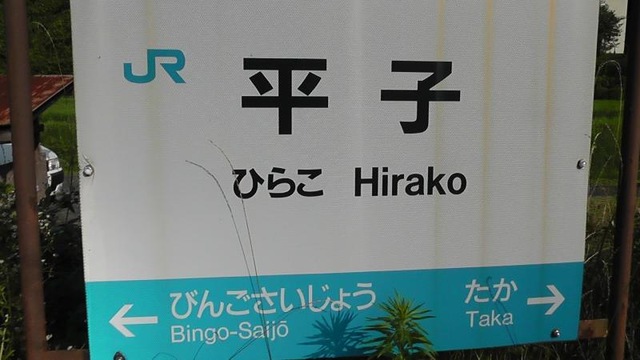 JR 平子
ひらこ Hirako
← びんごさいじょう たか →
Bingo-Saijō Taka